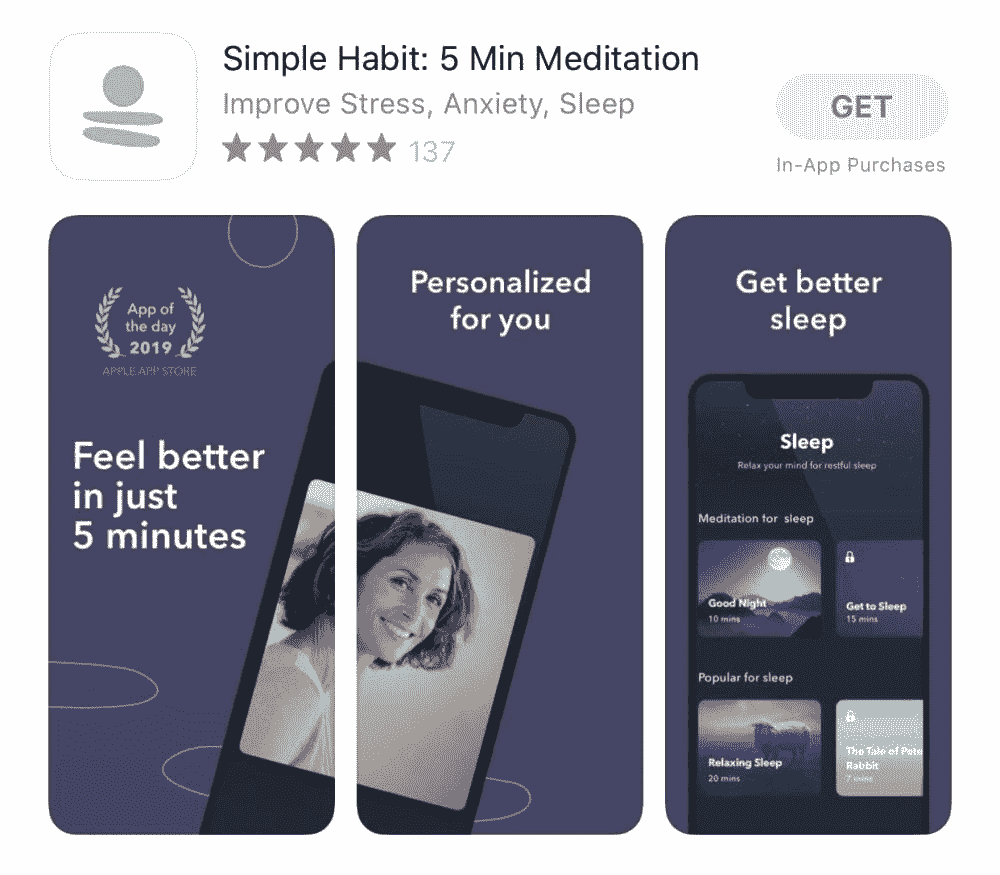 Simple Habit: 5 Min Meditation
Improve Stress, Anxiety, Sleep
137
GET
In-App Purchases
App of
the day
2019
APPLE APP STORE
Feel better
in just
5 minutes
Personalized
for you
Get better
sleep
Sleep
Relax your mind for restful sleep
Meditation for sleep
Good Night
10 mins
Get to Sleep
15 mins
Popular for sleep
Relaxing Sleep
20 mins
The Tale of Pete
Rabbit
7 mins